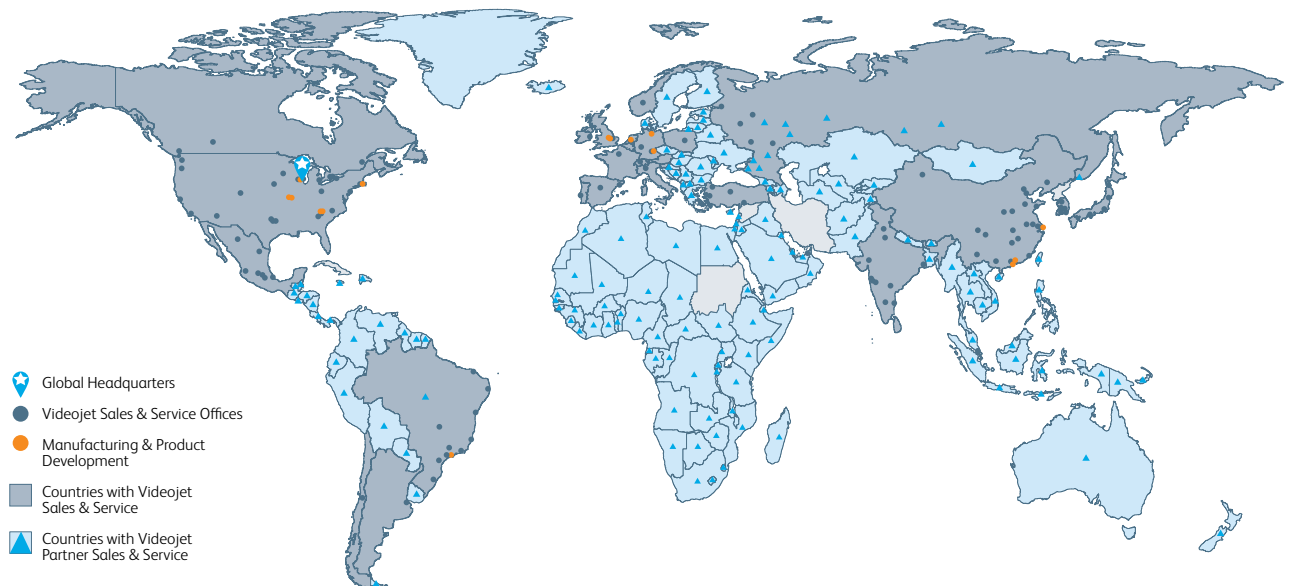 Global Headquarters
Videojet Sales & Service Offices
Manufacturing & Product
Development
Countries with Videojet
Sales & Service
Countries with Videojet
Partner Sales & Service